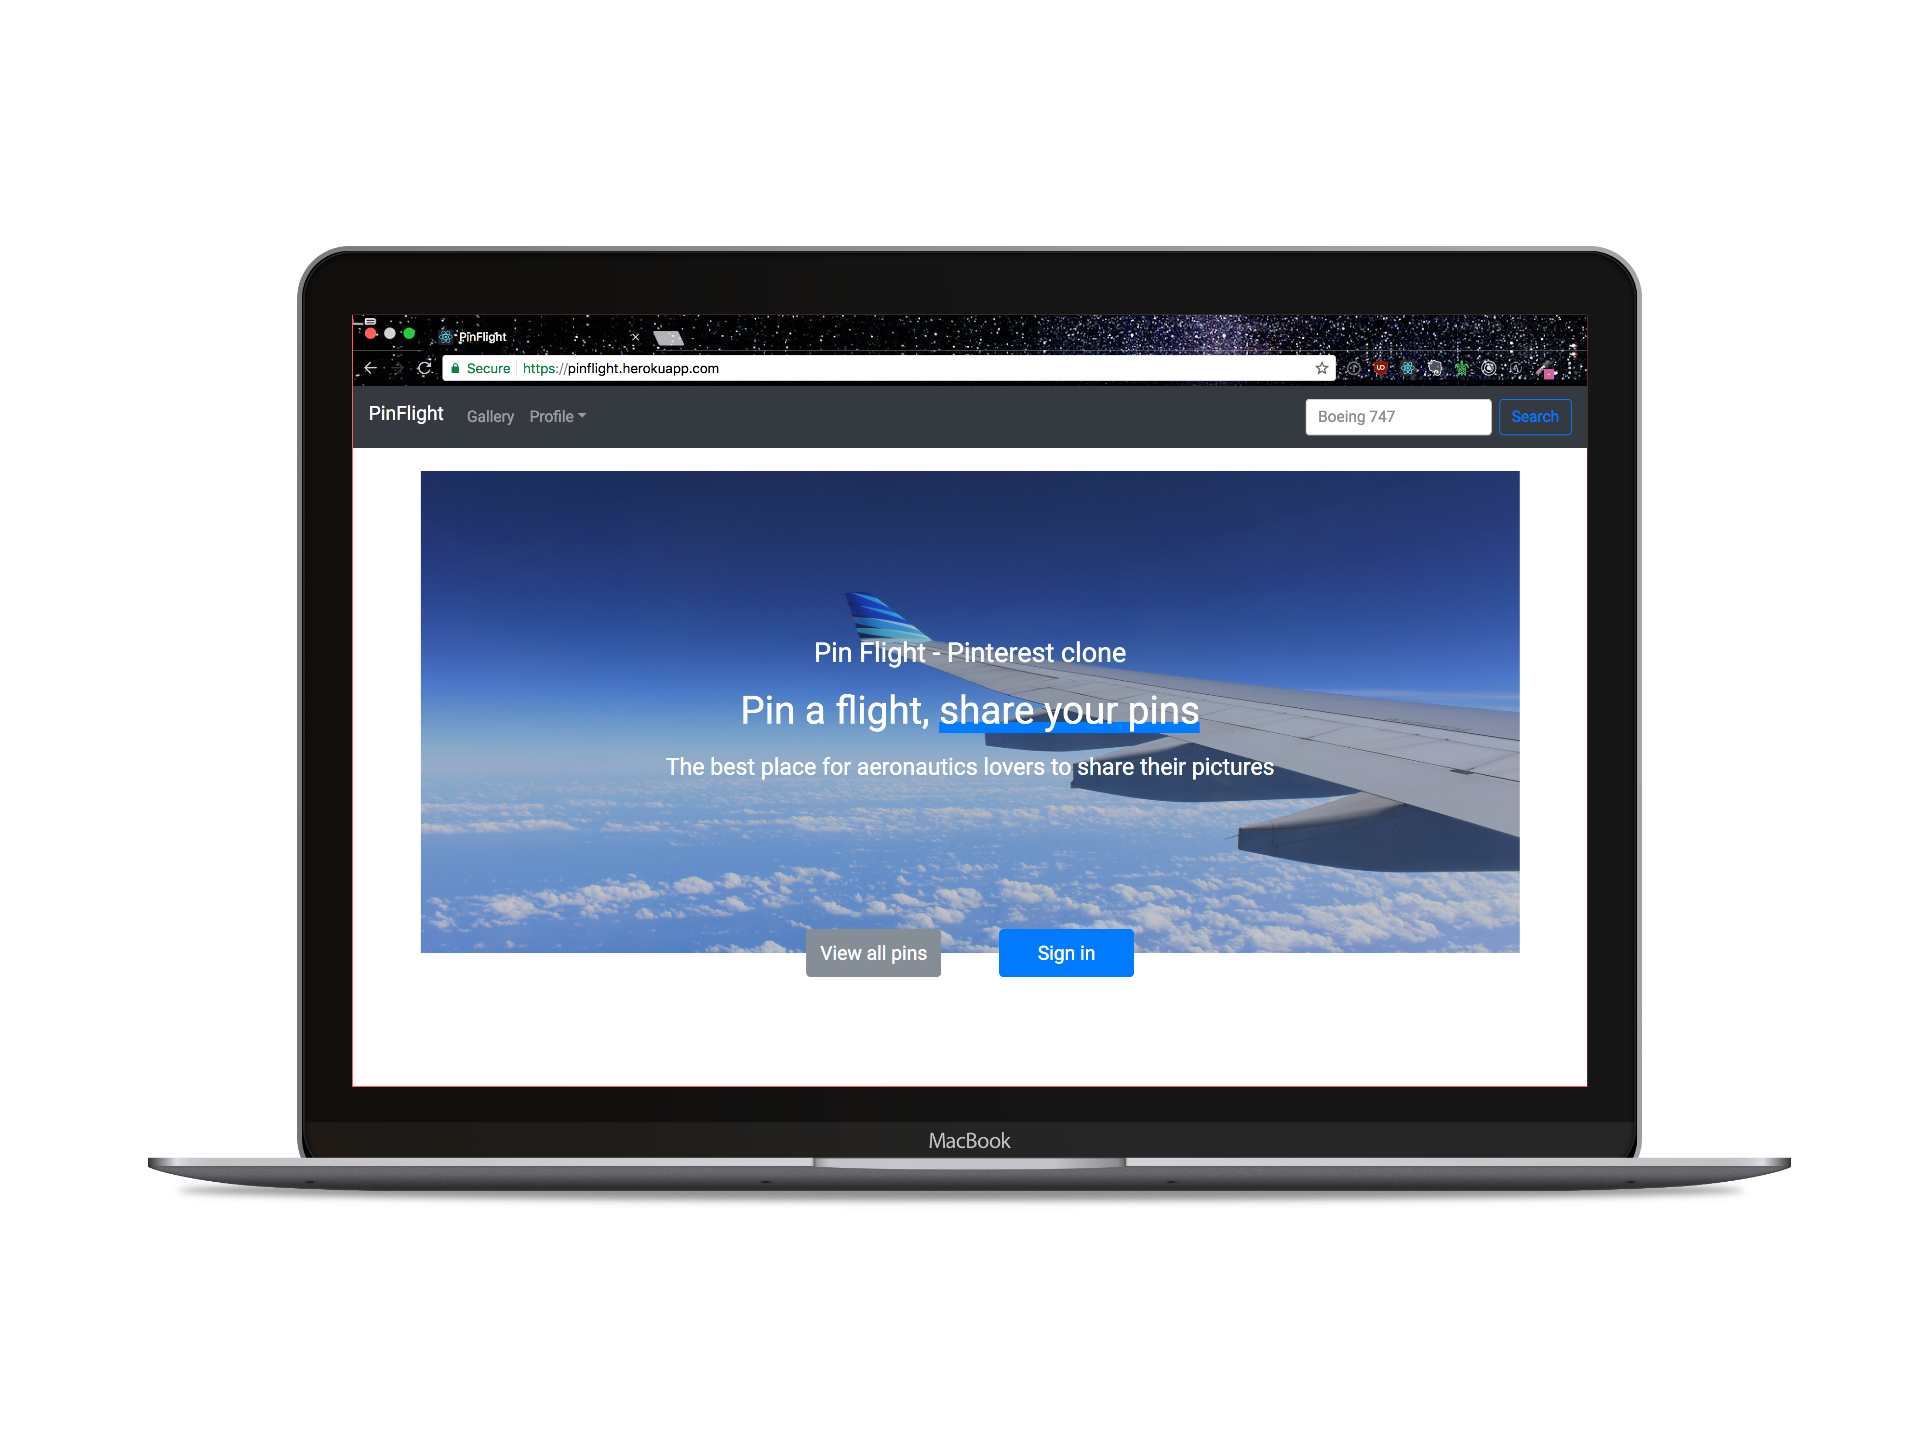 PinFlight
Secure https://pinflight.herokuapp.com
PinFlight Gallery Profile Boeing 747 Search
Pin Flight - Pinterest clone
Pin a flight, share your pins
The best place for aeronautics lovers to share their pictures
View all pins Sign in
MacBook